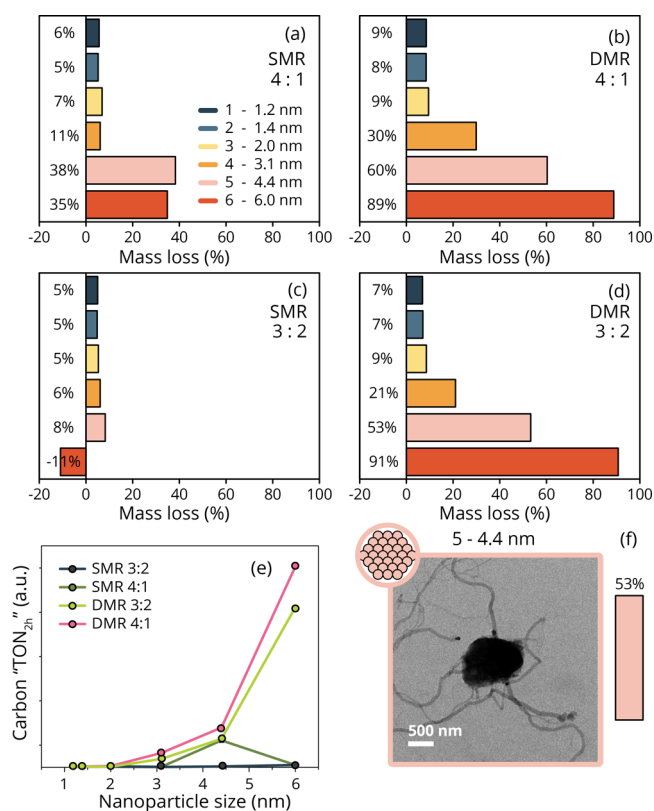 (a)
SMR
4 : 1
6%
5%
7%
11%
38%
35%
1 - 1.2 nm
2 - 1.4 nm
3 - 2.0 nm
4 - 3.1 nm
5 - 4.4 nm
6 - 6.0 nm
-20 0 20 40 60 80 100
Mass loss (%)
(b)
DMR
4 : 1
9%
8%
9%
30%
60%
89%
-20 0 20 40 60 80 100
Mass loss (%)
(c)
SMR
3 : 2
5%
5%
5%
6%
8%
-11%
-20 0 20 40 60 80 100
Mass loss (%)
(d)
DMR
3 : 2
7%
7%
9%
21%
53%
91%
-20 0 20 40 60 80 100
Mass loss (%)
(e)
SMR 3:2
SMR 4:1
DMR 3:2
DMR 4:1
Carbon “TON2h” (a.u.)
1 2 3 4 5 6
Nanoparticle size (nm)
5 - 4.4 nm
(f)
53%
500 nm